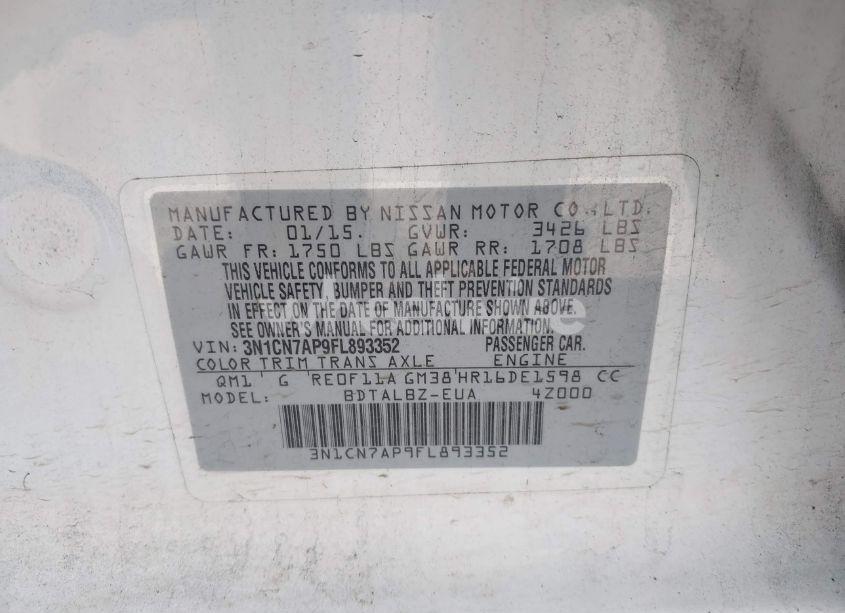 MANUFACTURED BY NISSAN MOTOR CO.,LTD.
DATE: 01/15. GVWR: 3426 LBS
GAWR FR: 1750 LBS GAWR RR: 1708 LBS
THIS VEHICLE CONFORMS TO ALL APPLICABLE FEDERAL MOTOR
VEHICLE SAFETY, BUMPER AND THEFT PREVENTION STANDARDS
IN EFFECT ON THE DATE OF MANUFACTURE SHOWN ABOVE.
SEE OWNER'S MANUAL FOR ADDITIONAL INFORMATION.
VIN: 3N1CN7AP9FL893352 PASSENGER CAR.
COLOR TRIM TRANS AXLE ENGINE
QM1 G RE0F11A GM38 HR16DE1598 CC
MODEL: BDTALBZ-EUA 4Z000
3N1CN7AP9FL893352